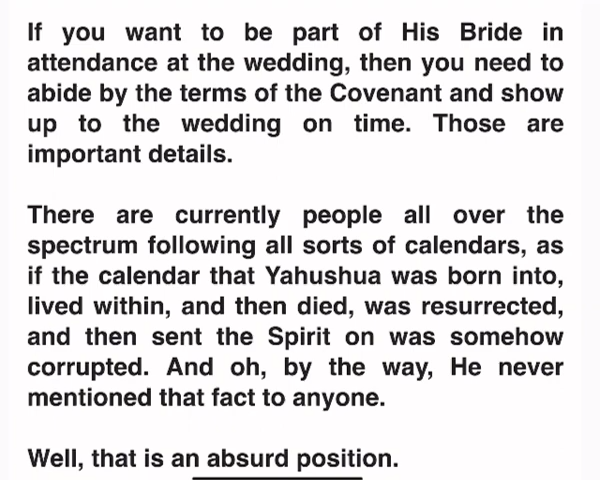 If you want to be part of His Bride in
attendance at the wedding, then you need to
abide by the terms of the Covenant and show
up to the wedding on time. Those are
important details.
There are currently people all over the
spectrum following all sorts of calendars, as
if the calendar that Yahushua was born into,
lived within, and then died, was resurrected,
and then sent the Spirit on was somehow
corrupted. And oh, by the way, He never
mentioned that fact to anyone.
Well, that is an absurd position.